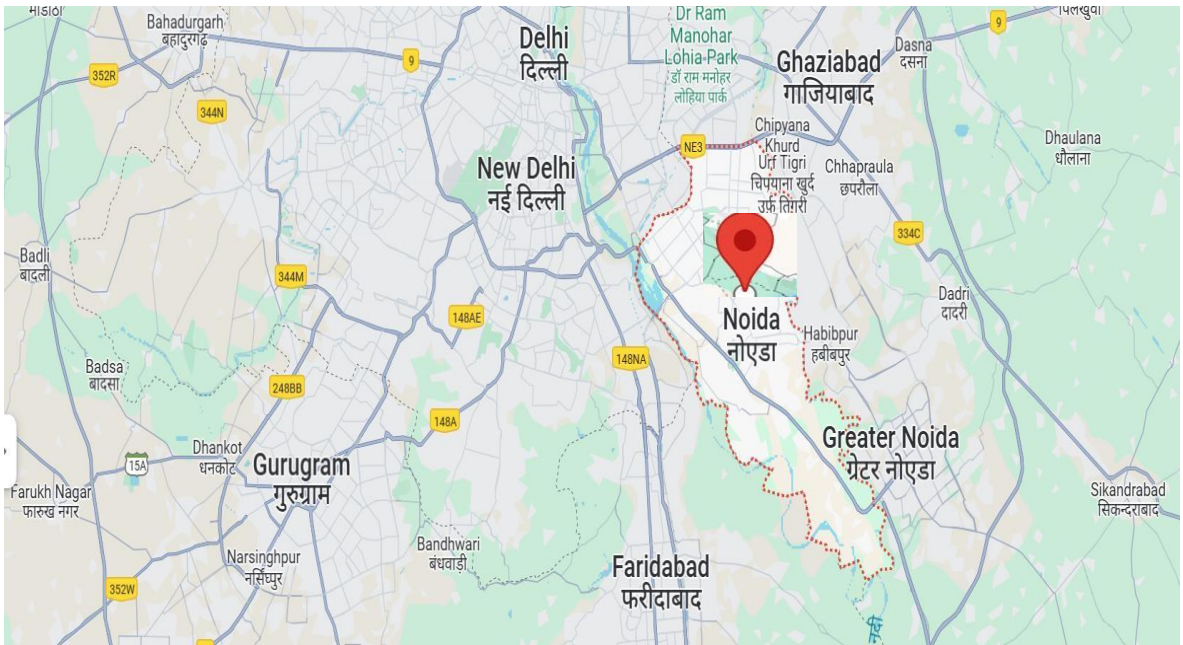 मांडोठी
Bahadurgarh
बहादुरगढ़
352R
344N
9
Delhi
दिल्ली
Dr Ram
Manohar
Lohia Park
डॉ राम मनोहर
लोहिया पार्क
Ghaziabad
गाजियाबाद
Dasna
दसना
9
पिलखुवा
NE3
Chipyana
Khurd
Urf Tigri
चिपयाना खुर्द
उर्फ़ तिगरी
Chhapraula
छपरौला
Dhaulana
धौलाना
New Delhi
नई दिल्ली
334C
Badli
बादली
344M
148AE
Dadri
दादरी
Noida
नोएडा
Habibpur
हबीबपुर
148NA
Badsa
बादसा
248BB
148A
Dhankot
धनकोट
15A
Gurugram
गुरुग्राम
Greater Noida
ग्रेटर नोएडा
Farukh Nagar
फारुख नगर
Sikandrabad
सिकन्दराबाद
Bandhwari
बंधवाड़ी
Narsinghpur
नर्सिंघपुर
352W
Faridabad
फरीदाबाद
नदी